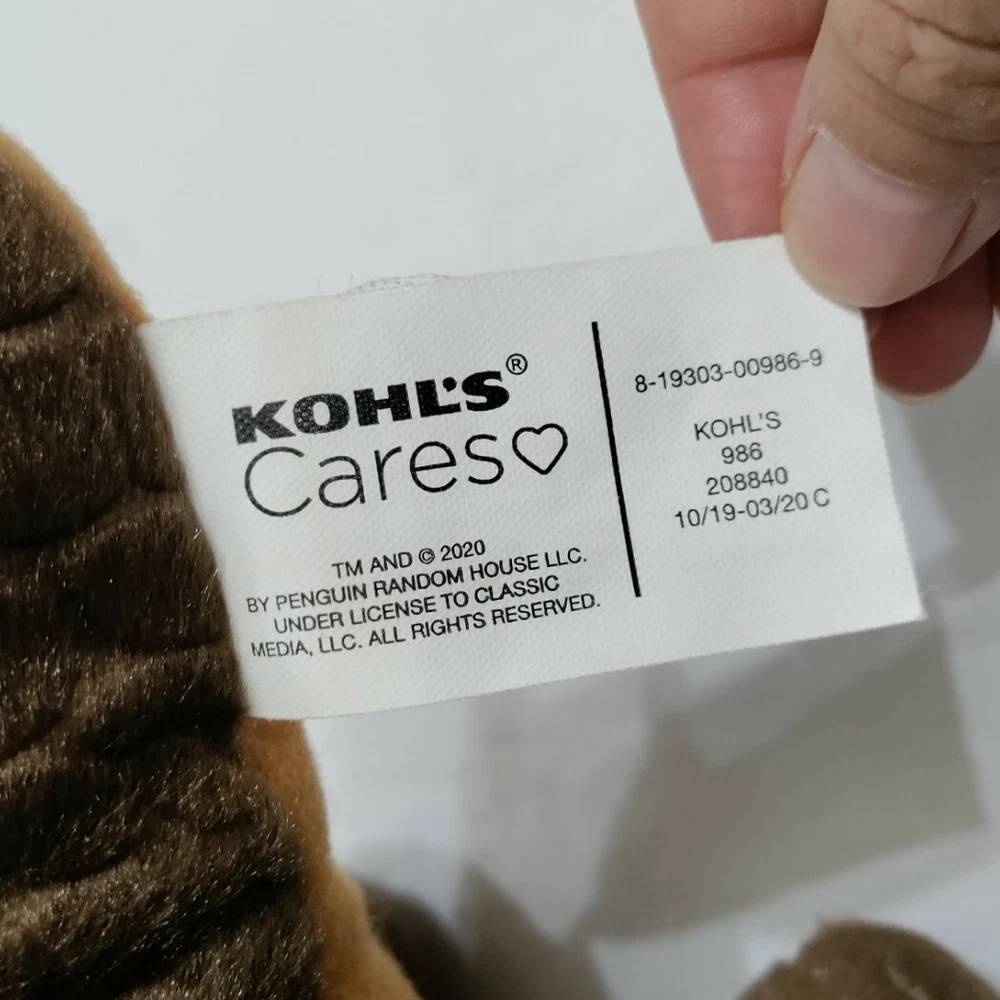 KOHL'S®
Cares♡
TM AND © 2020
BY PENGUIN RANDOM HOUSE LLC.
UNDER LICENSE TO CLASSIC
MEDIA, LLC. ALL RIGHTS RESERVED.
8-19303-00986-9
KOHL'S
986
208840
10/19-03/20 C